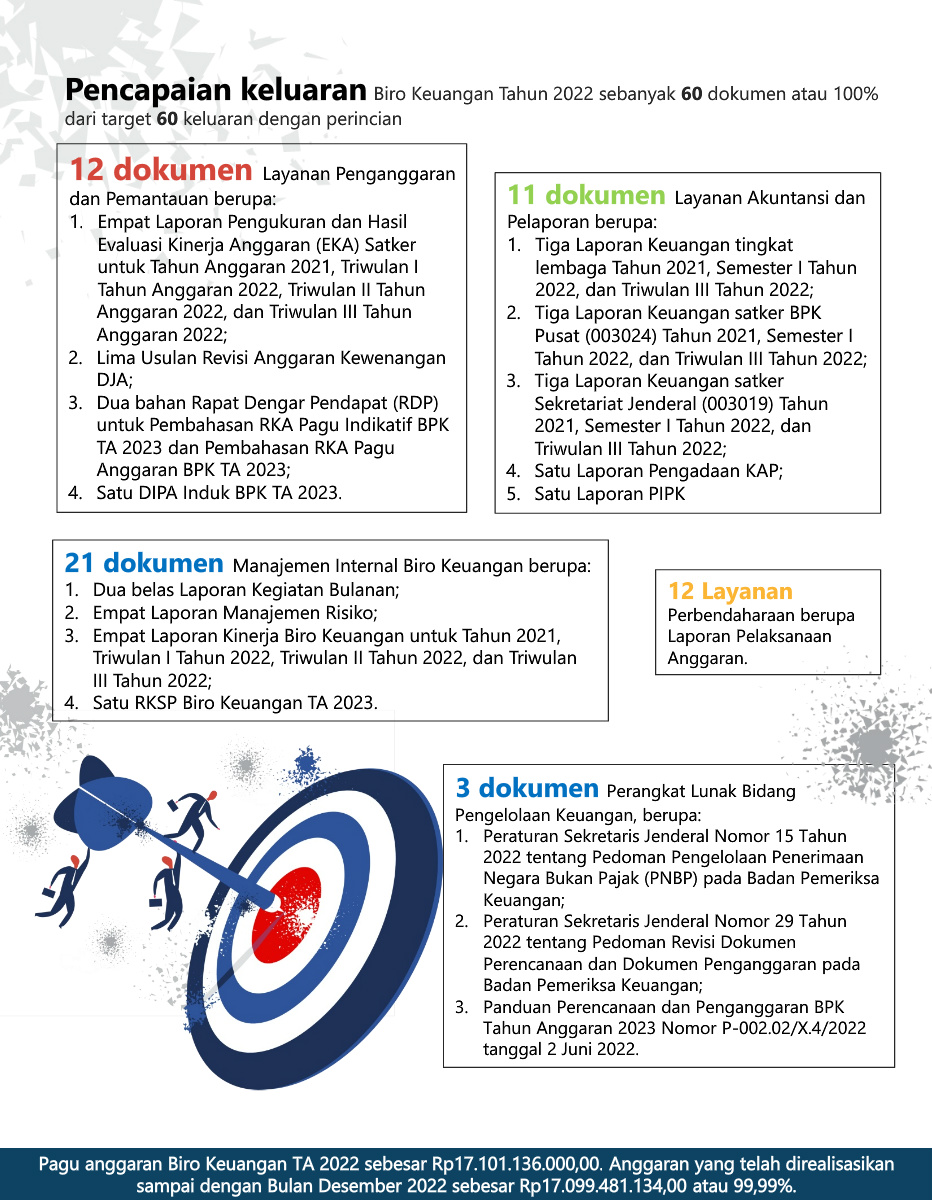 Pencapaian keluaran Biro Keuangan Tahun 2022 sebanyak 60 dokumen atau 100%
dari target 60 keluaran dengan perincian
12 dokumen Layanan Penganggaran
dan Pemantauan berupa:
1. Empat Laporan Pengukuran dan Hasil
Evaluasi Kinerja Anggaran (EKA) Satker
untuk Tahun Anggaran 2021, Triwulan I
Tahun Anggaran 2022, Triwulan II Tahun
Anggaran 2022, dan Triwulan III Tahun
Anggaran 2022;
2. Lima Usulan Revisi Anggaran Kewenangan
DJA;
3. Dua bahan Rapat Dengar Pendapat (RDP)
untuk Pembahasan RKA Pagu Indikatif BPK
TA 2023 dan Pembahasan RKA Pagu
Anggaran BPK TA 2023;
4. Satu DIPA Induk BPK TA 2023.
11 dokumen Layanan Akuntansi dan
Pelaporan berupa:
1. Tiga Laporan Keuangan tingkat
lembaga Tahun 2021, Semester I Tahun
2022, dan Triwulan III Tahun 2022;
2. Tiga Laporan Keuangan satker BPK
Pusat (003024) Tahun 2021, Semester I
Tahun 2022, dan Triwulan III Tahun 2022;
3. Tiga Laporan Keuangan satker
Sekretariat Jenderal (003019) Tahun
2021, Semester I Tahun 2022, dan
Triwulan III Tahun 2022;
4. Satu Laporan Pengadaan KAP;
5. Satu Laporan PIPK
21 dokumen Manajemen Internal Biro Keuangan berupa:
1. Dua belas Laporan Kegiatan Bulanan;
2. Empat Laporan Manajemen Risiko;
3. Empat Laporan Kinerja Biro Keuangan untuk Tahun 2021,
Triwulan I Tahun 2022, Triwulan II Tahun 2022, dan Triwulan
III Tahun 2022;
4. Satu RKSP Biro Keuangan TA 2023.
12 Layanan
Perbendaharaan berupa
Laporan Pelaksanaan
Anggaran.
3 dokumen Perangkat Lunak Bidang
Pengelolaan Keuangan, berupa:
1. Peraturan Sekretaris Jenderal Nomor 15 Tahun
2022 tentang Pedoman Pengelolaan Penerimaan
Negara Bukan Pajak (PNBP) pada Badan Pemeriksa
Keuangan;
2. Peraturan Sekretaris Jenderal Nomor 29 Tahun
2022 tentang Pedoman Revisi Dokumen
Perencanaan dan Dokumen Penganggaran pada
Badan Pemeriksa Keuangan;
3. Panduan Perencanaan dan Penganggaran BPK
Tahun Anggaran 2023 Nomor P-002.02/X.4/2022
tanggal 2 Juni 2022.
Pagu anggaran Biro Keuangan TA 2022 sebesar Rp17.101.136.000,00. Anggaran yang telah direalisasikan
sampai dengan Bulan Desember 2022 sebesar Rp17.099.481.134,00 atau 99,99%.